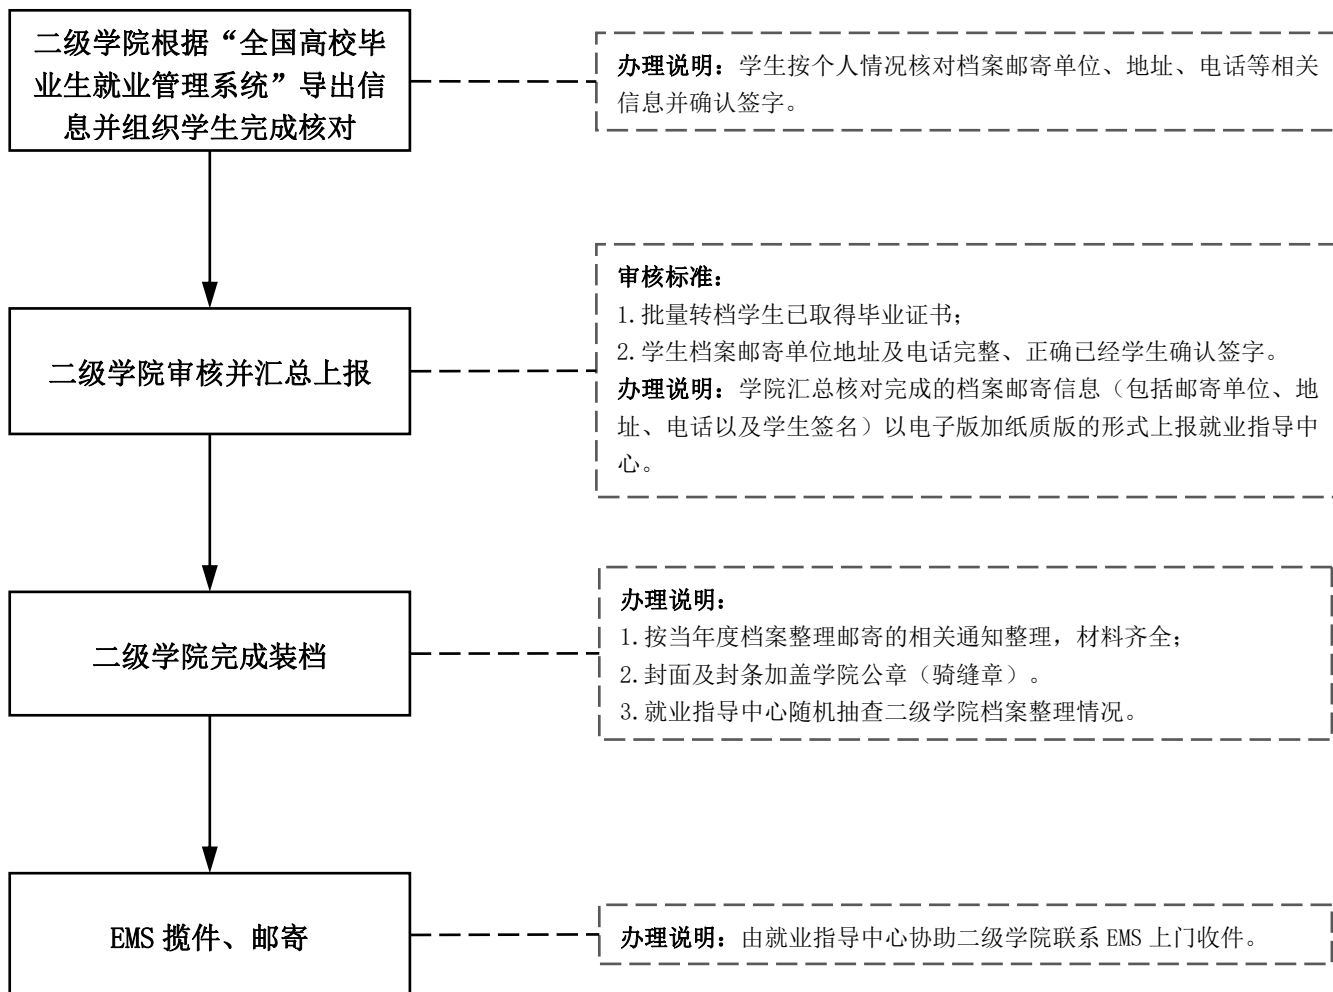 二级学院根据“全国高校毕
业生就业管理系统”导出信
息并组织学生完成核对
办理说明：学生按个人情况核对档案邮寄单位、地址、电话等相关
信息并确认签字。
二级学院审核并汇总上报
审核标准：
1.批量转档学生已取得毕业证书；
2.学生档案邮寄单位地址及电话完整、正确已经学生确认签字。
办理说明：学院汇总核对完成的档案邮寄信息（包括邮寄单位、地
址、电话以及学生签名）以电子版加纸质版的形式上报就业指导中
心。
二级学院完成装档
办理说明：
1.按当年度档案整理邮寄的相关通知整理，材料齐全；
2.封面及封条加盖学院公章（骑缝章）。
3.就业指导中心随机抽查二级学院档案整理情况。
EMS 揽件、邮寄
办理说明：由就业指导中心协助二级学院联系 EMS 上门收件。